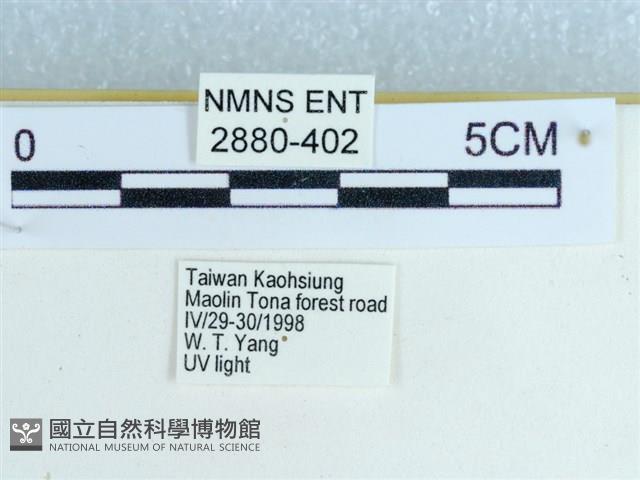 NMNS ENT
2880-402
0 5CM
Taiwan Kaohsiung
Maolin Tona forest road
IV/29-30/1998
W. T. Yang
UV light
國立自然科學博物館
NATIONAL MUSEUM OF NATURAL SCIENCE